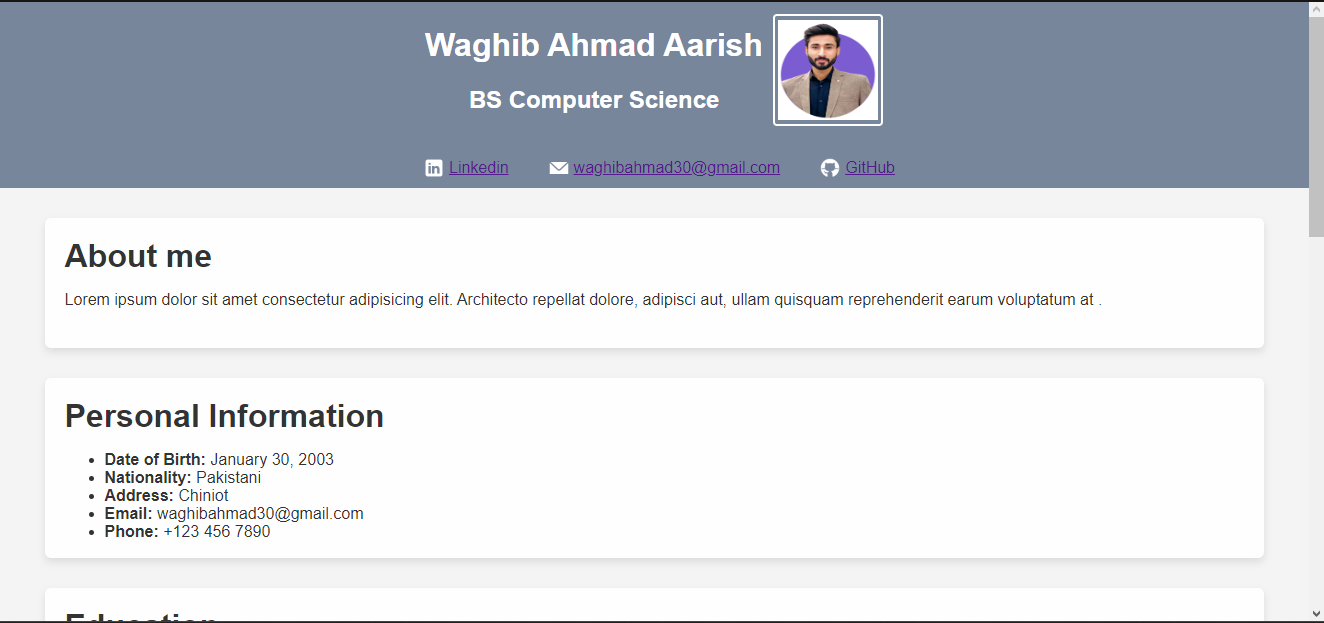 Waghib Ahmad Aarish
BS Computer Science
Linkedin waghibahmad30@gmail.com GitHub
About me
Lorem ipsum dolor sit amet consectetur adipisicing elit. Architecto repellat dolore, adipisci aut, ullam quisquam reprehenderit earum voluptatum at .
Personal Information
Date of Birth: January 30, 2003
Nationality: Pakistani
Address: Chiniot
Email: waghibahmad30@gmail.com
Phone: +123 456 7890
Education